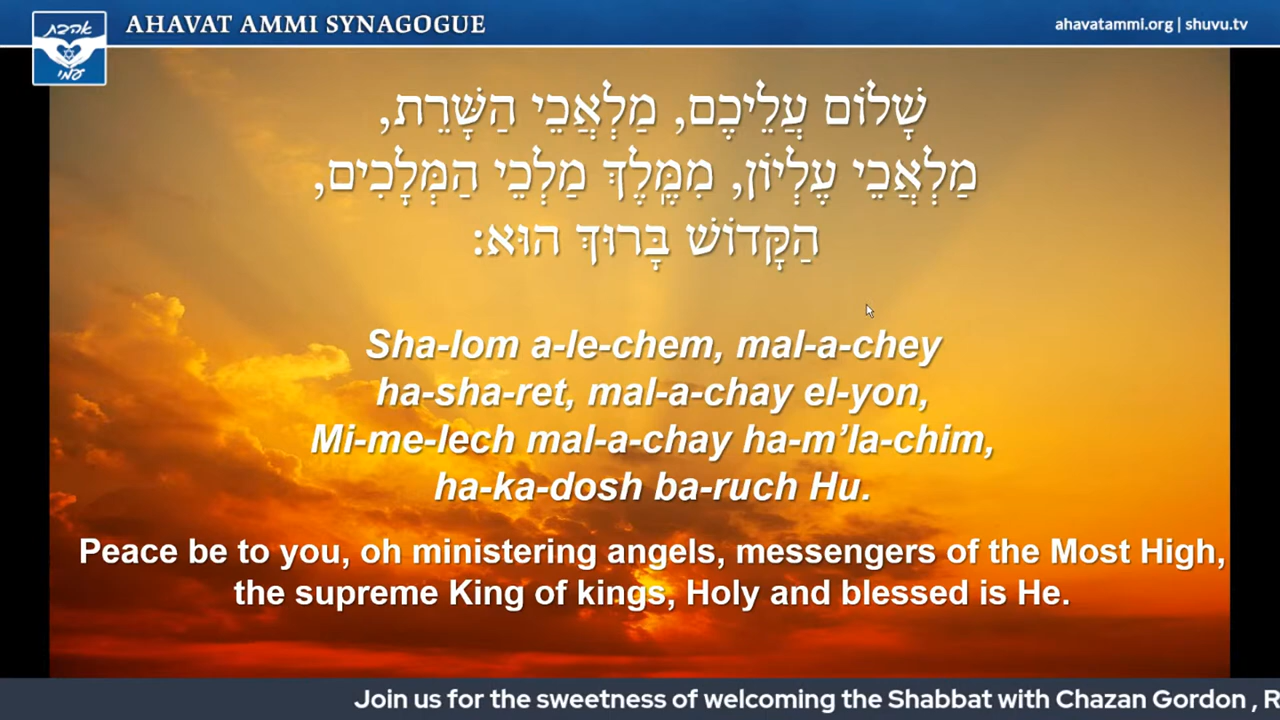 אהבת
עמי
AHAVAT AMMI SYNAGOGUE
ahavatammi.org | shuvu.tv
שָׁלוֹם עֲלֵיכֶם, מַלְאֲכֵי הַשָּׁרֵת,
מַלְאֲכֵי עֶלְיוֹן, מִמֶּלֶךְ מַלְכֵי הַמְּלָכִים,
הַקָּדוֹשׁ בָּרוּךְ הוּא:
Sha-lom a-le-chem, mal-a-chey
ha-sha-ret, mal-a-chay el-yon,
Mi-me-lech mal-a-chay ha-m’la-chim,
ha-ka-dosh ba-ruch Hu.
Peace be to you, oh ministering angels, messengers of the Most High,
the supreme King of kings, Holy and blessed is He.
Join us for the sweetness of welcoming the Shabbat with Chazan Gordon , R